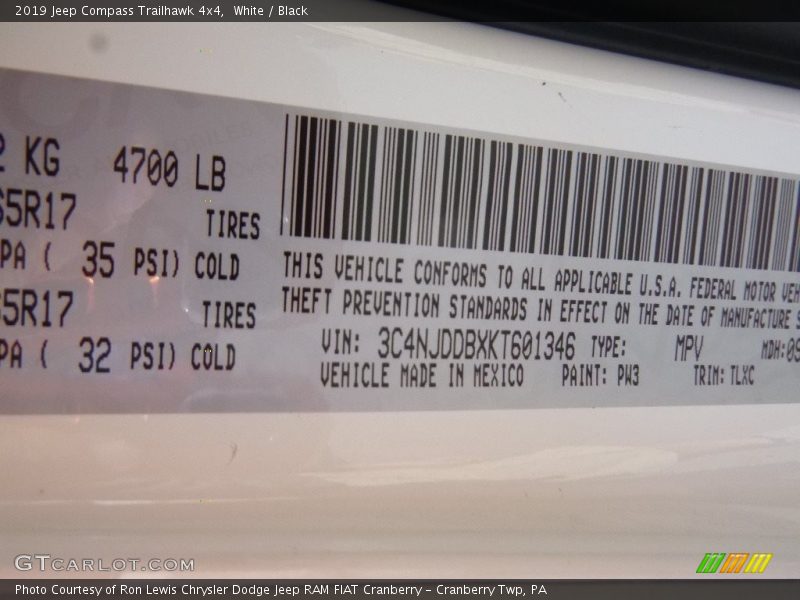 2019 Jeep Compass Trailhawk 4x4, White / Black
KG 4700 LB
65R17
TIRES
PA ( 35 PSI) COLD
65R17
TIRES
PA ( 32 PSI) COLD
THIS VEHICLE CONFORMS TO ALL APPLICABLE U.S.A. FEDERAL MOTOR
THEFT PREVENTION STANDARDS IN EFFECT ON THE DATE OF MANUFACTURE
VIN: 3C4NJDDBXKT601346 TYPE: MPV MDH:
VEHICLE MADE IN MEXICO PAINT: PW3 TRIM: TLXC
GTCARLOT.COM
Photo Courtesy of Ron Lewis Chrysler Dodge Jeep RAM FIAT Cranberry - Cranberry Twp, PA